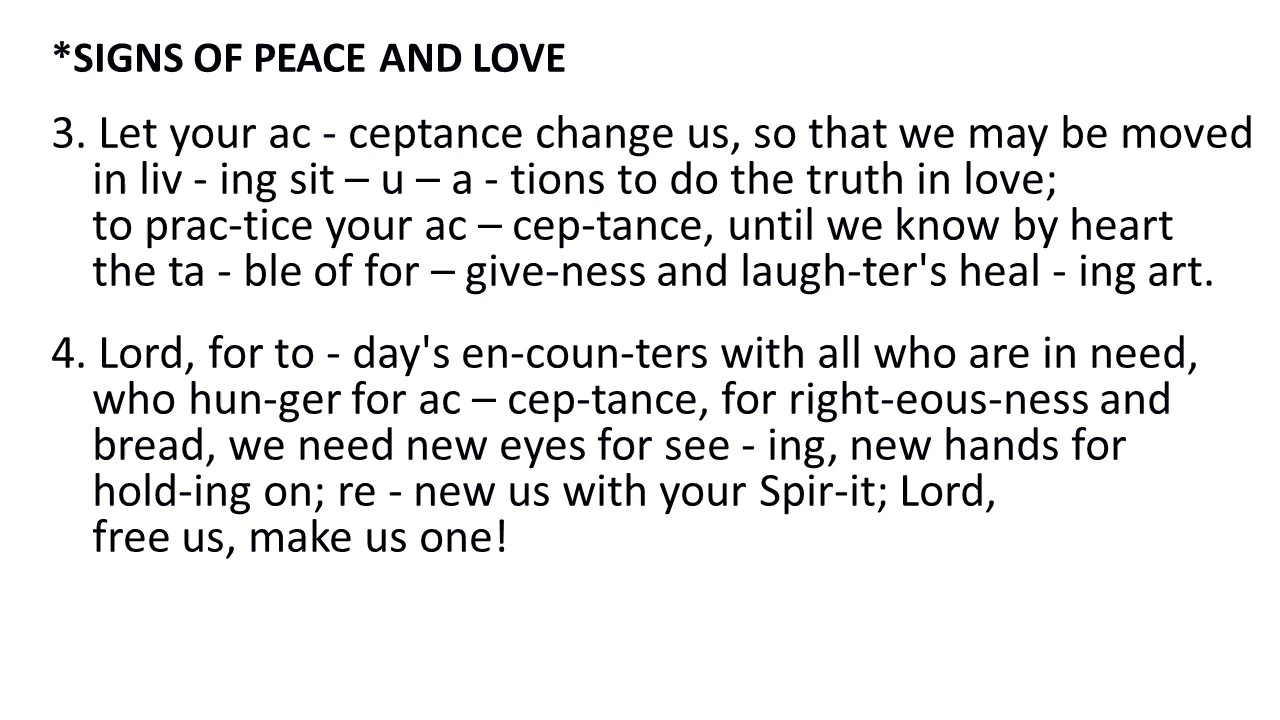 *SIGNS OF PEACE AND LOVE
3. Let your ac - ceptance change us, so that we may be moved
in liv - ing sit – u – a - tions to do the truth in love;
to prac-tice your ac – cep-tance, until we know by heart
the ta - ble of for – give-ness and laugh-ter's heal - ing art.
4. Lord, for to - day's en-coun-ters with all who are in need,
who hun-ger for ac – cep-tance, for right-eous-ness and
bread, we need new eyes for see - ing, new hands for
hold-ing on; re - new us with your Spir-it; Lord,
free us, make us one!